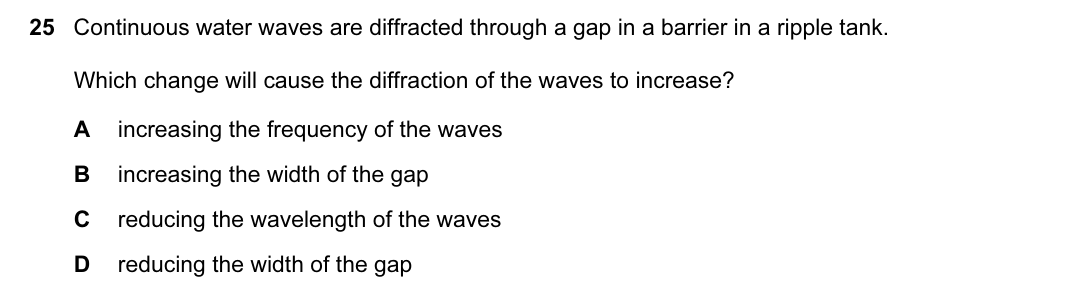 25 Continuous water waves are diffracted through a gap in a barrier in a ripple tank.
Which change will cause the diffraction of the waves to increase?
A increasing the frequency of the waves
B increasing the width of the gap
C reducing the wavelength of the waves
D reducing the width of the gap